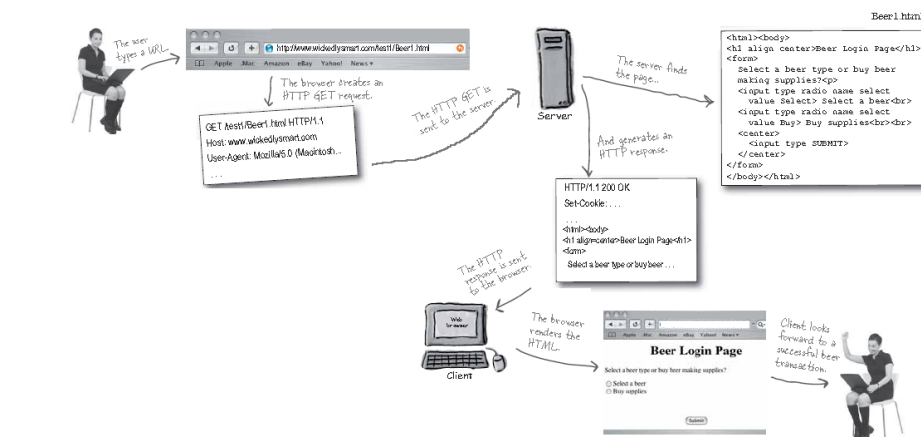 Beer1.html
The user
types a URL.
http://www.wickedlysmart.com/test1/Beer1.html
Apple .Mac Amazon eBay Yahoo! News
The browser creates an
HTTP GET request.
GET /test1/Beer1.html HTTP/1.1
Host: www.wickedlysmart.com
User-Agent: Mozilla/5.0 (Macintosh...
. . .
The HTTP GET is
sent to the server.
Server
The server finds
the page...
<html><body>
<h1 align center>Beer Login Page</h1>
<form>
Select a beer type or buy beer
making supplies?<p>
<input type radio name select
value Select> Select a beer<br>
<input type radio name select
value Buy> Buy supplies<br><br>
<center>
<input type SUBMIT>
</center>
</form>
</body></html>
And generates an
HTTP response.
HTTP/1.1 200 OK
Set-Cookie: . . .
. . .
<html><body>
<h1 align=center>Beer Login Page</h1>
<form>
Select a beer type or buy beer . . .
The HTTP
response is sent
to the browser.
Web
browser
Client
The browser
renders the
HTML.
Apple .Mac Amazon eBay Yahoo! News
Beer Login Page
Select a beer type or buy beer making supplies?
Select a beer
Buy supplies
Submit
Client looks
forward to a
successful beer
transaction.